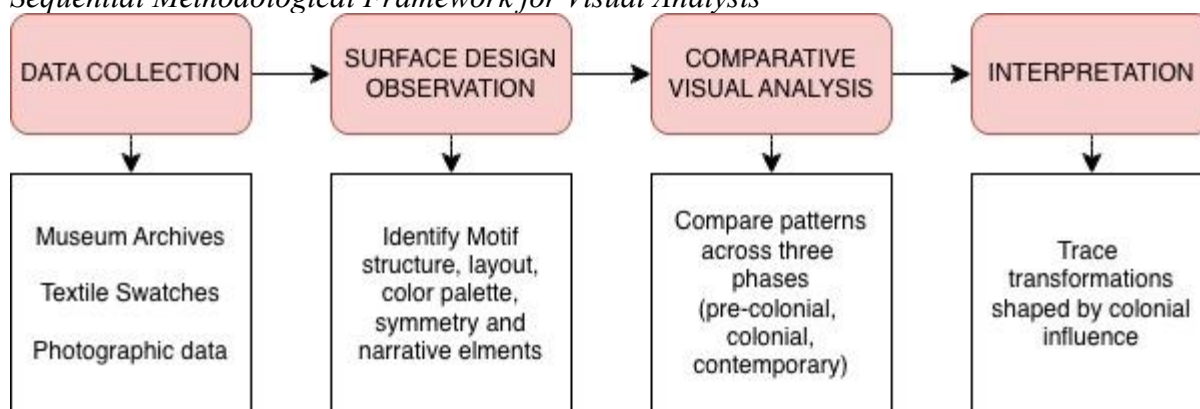 Sequential Methodological Framework for Visual Analysis
DATA COLLECTION
SURFACE DESIGN
OBSERVATION
COMPARATIVE
VISUAL ANALYSIS
INTERPRETATION
Museum Archives
Textile Swatches
Photographic data
Identify Motif
structure, layout,
color palette,
symmetry and
narrative elments
Compare patterns
across three
phases
(pre-colonial,
colonial,
contemporary)
Trace
transformations
shaped by colonial
influence